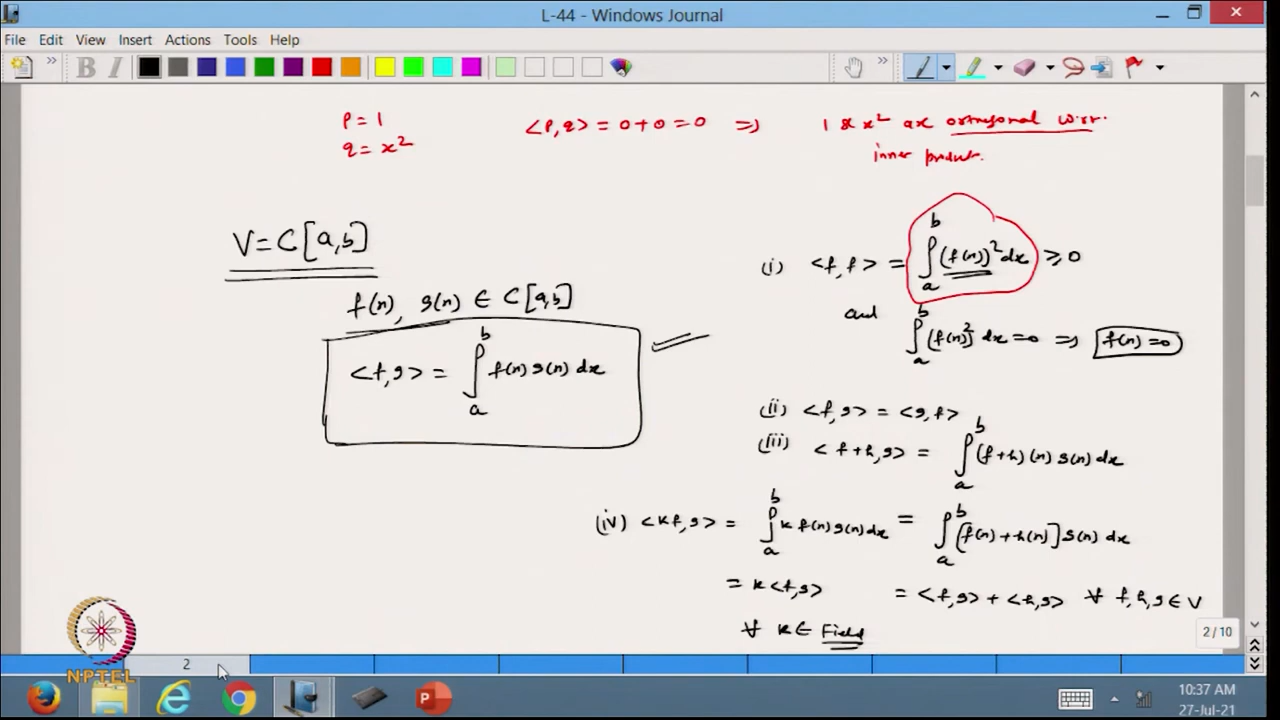 L-44 - Windows Journal
File Edit View Insert Actions Tools Help
P = 1
q = x²
<p,q> = 0+0=0 => 1 & x² are orthogonal w.r.t.
inner product.
V = C[a,b]
f(x), g(x) ∈ C[a,b]
<f,g> = ∫ₐᵇ f(x) g(x) dx
(i) <f,f> = ∫ₐᵇ (f(x))² dx ≥ 0
and ∫ₐᵇ (f(x))² dx = 0 => f(x) = 0
(ii) <f,g> = <g,f>
(iii) <f+h,g> = ∫ₐᵇ (f+h)(x) g(x) dx
= ∫ₐᵇ [f(x)+h(x)] g(x) dx
= <f,g> + <h,g> ∀ f,h,g ∈ V
(iv) <kf,g> = ∫ₐᵇ k f(x) g(x) dx
= k<f,g>
∀ k ∈ Field
2 / 10
2
NPTEL
10:37 AM
27-Jul-21